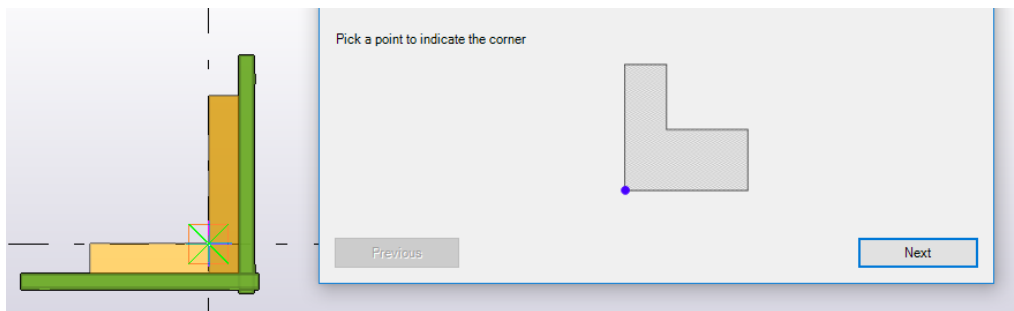 Pick a point to indicate the corner
Previous
Next